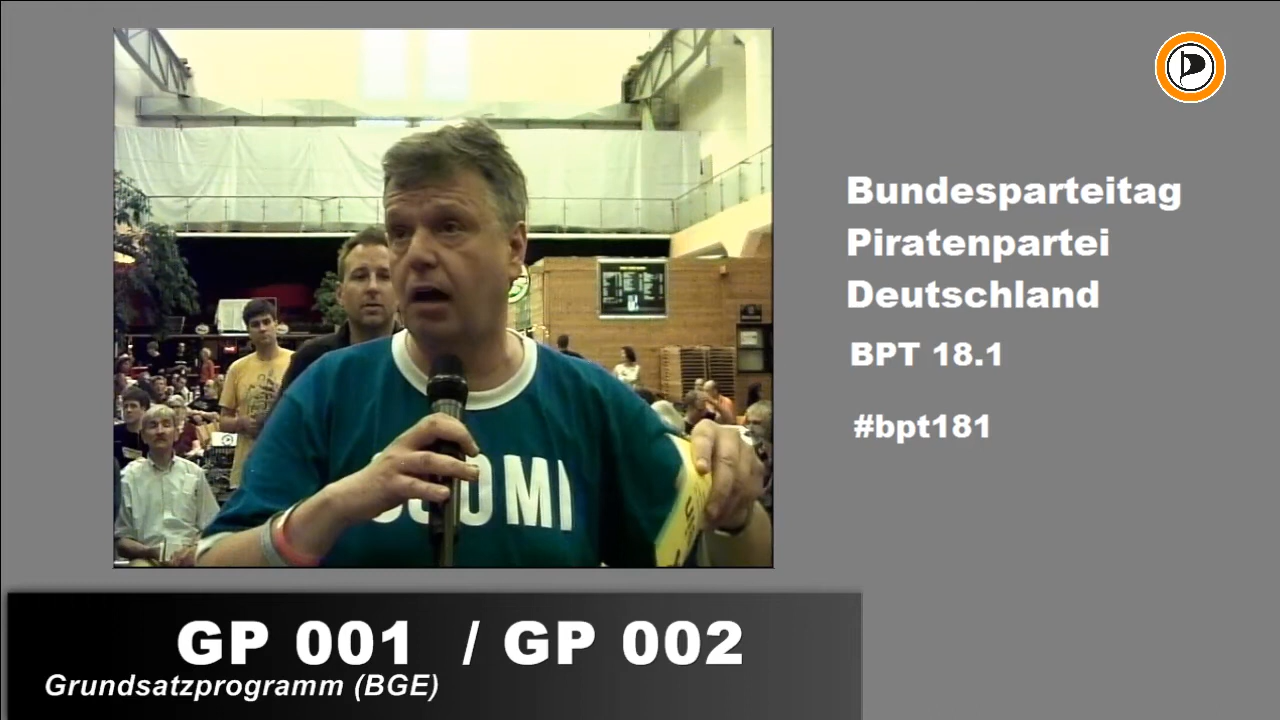 Bundesparteitag
Piratenpartei
Deutschland
BPT 18.1
#bpt181
GP 001 / GP 002
Grundsatzprogramm (BGE)